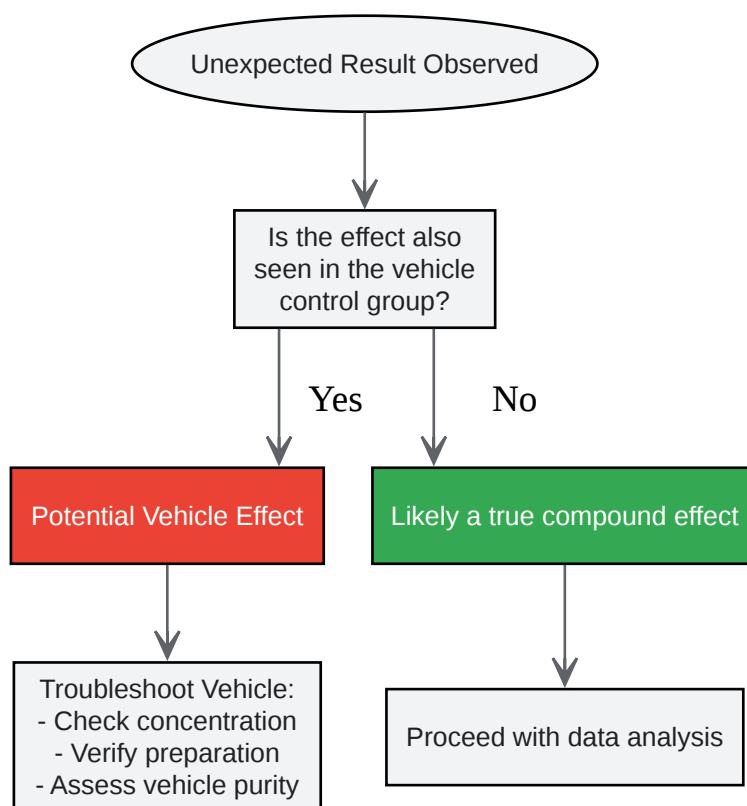 Unexpected Result Observed
Is the effect also
seen in the vehicle
control group?
Yes
No
Potential Vehicle Effect
Likely a true compound effect
Troubleshoot Vehicle:
- Check concentration
- Verify preparation
- Assess vehicle purity
Proceed with data analysis